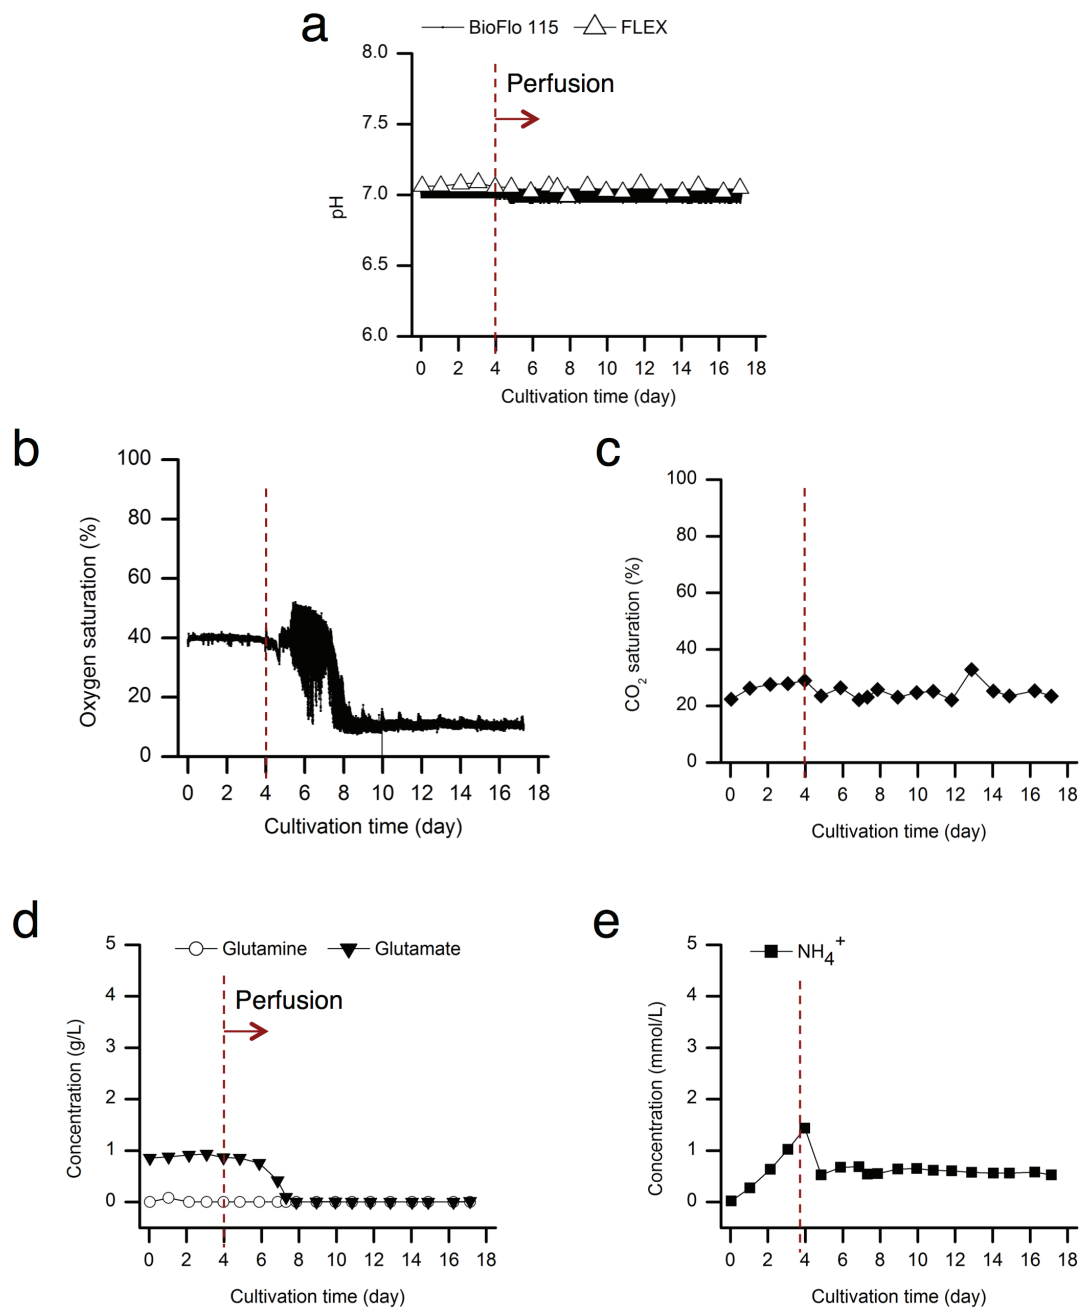 a
BioFlo 115 FLEX
8.0
Perfusion
7.5
7.0
pH
6.5
6.0
0 2 4 6 8 10 12 14 16 18
Cultivation time (day)
b
100
80
60
Oxygen saturation (%)
40
20
0
0 2 4 6 8 10 12 14 16 18
Cultivation time (day)
c
100
80
60
CO2 saturation (%)
40
20
0
0 2 4 6 8 10 12 14 16 18
Cultivation time (day)
d
5
Glutamine Glutamate
4
Perfusion
3
Concentration (g/L)
2
1
0
0 2 4 6 8 10 12 14 16 18
Cultivation time (day)
e
5
NH4+
4
3
Concentration (mmol/L)
2
1
0
0 2 4 6 8 10 12 14 16 18
Cultivation time (day)